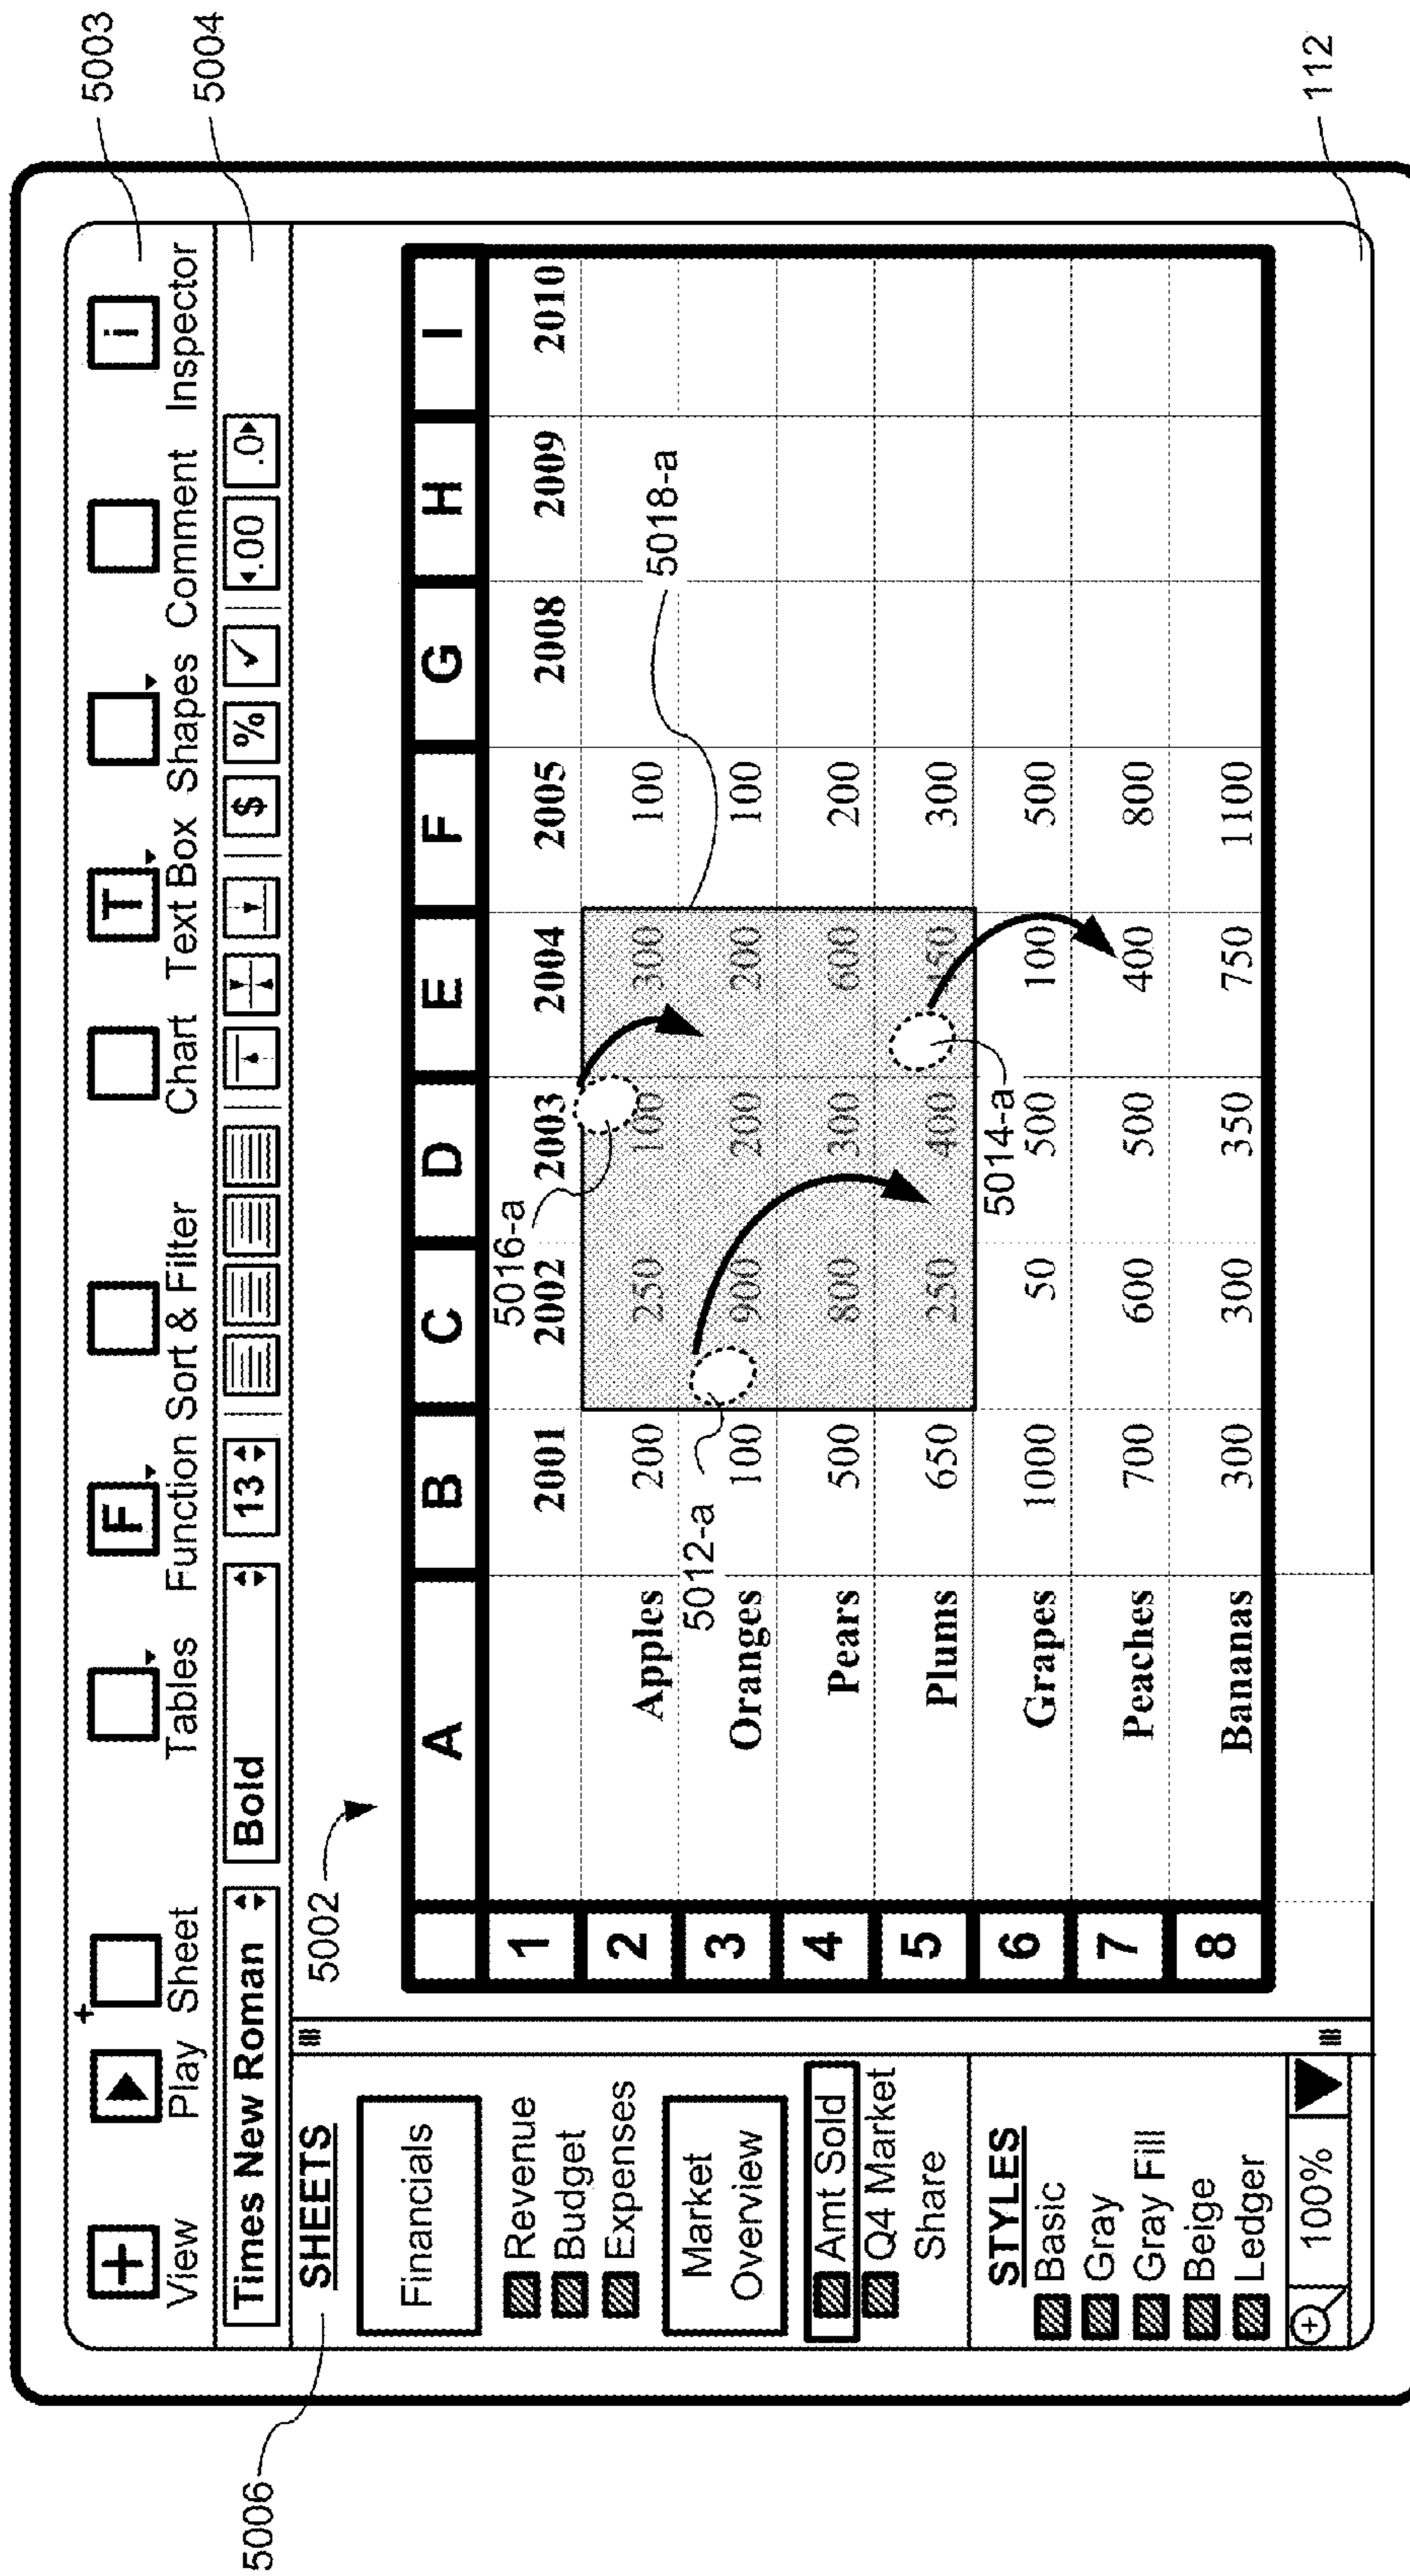 5003
View Play Sheet Tables Function Sort & Filter Chart Text Box Shapes Comment Inspector
F T i
5004
Times New Roman Bold 13 $ % ✓ .00 .0
5006
SHEETS
Financials
Revenue
Budget
Expenses
Market
Overview
Amt Sold
Q4 Market
Share
STYLES
Basic
Gray
Gray Fill
Beige
Ledger
100%
5002
A B C D E F G H I
1 2001 2002 2003 2004 2005 2008 2009 2010
2 Apples 200 250 100 300 100
3 Oranges 100 900 200 200 100
4 Pears 500 800 300 600 200
5 Plums 650 250 400 300
6 Grapes 1000 50 500 100 500
7 Peaches 700 600 500 400 800
8 Bananas 300 300 350 750 1100
5016-a
5018-a
5012-a
5014-a
112